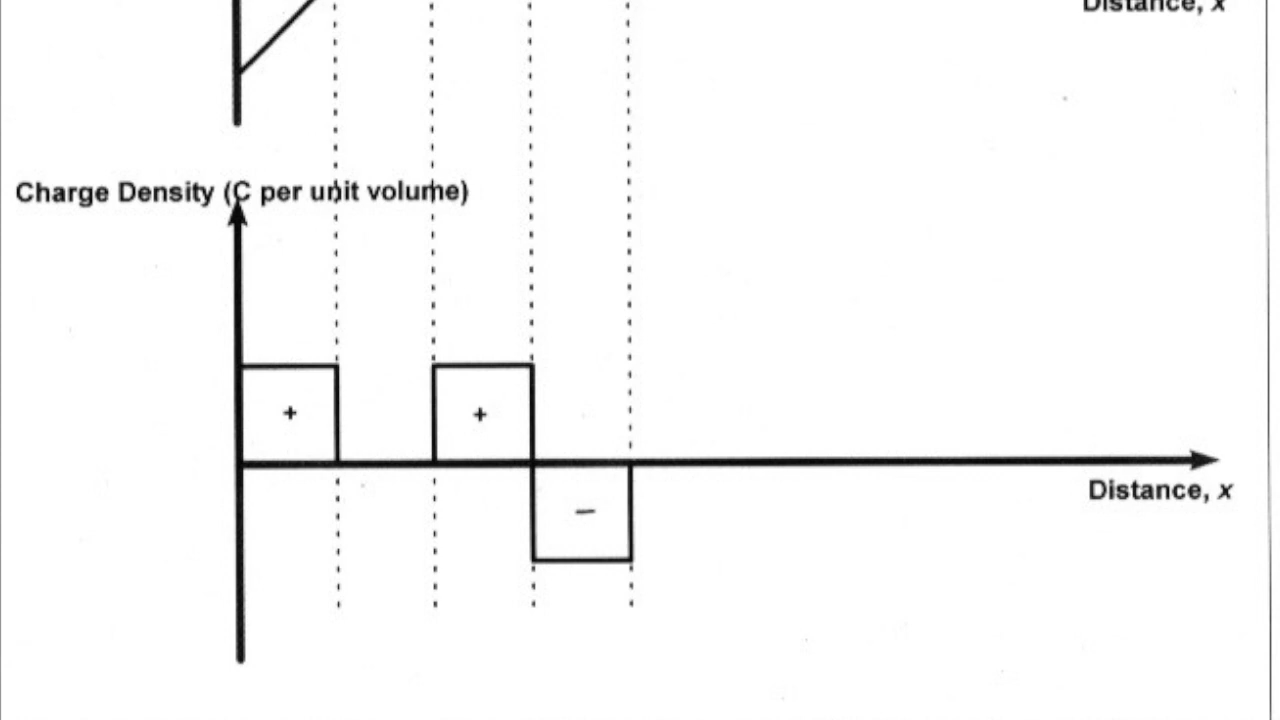 Distance, x
Charge Density (C per unit volume)
+
+
−
Distance, x